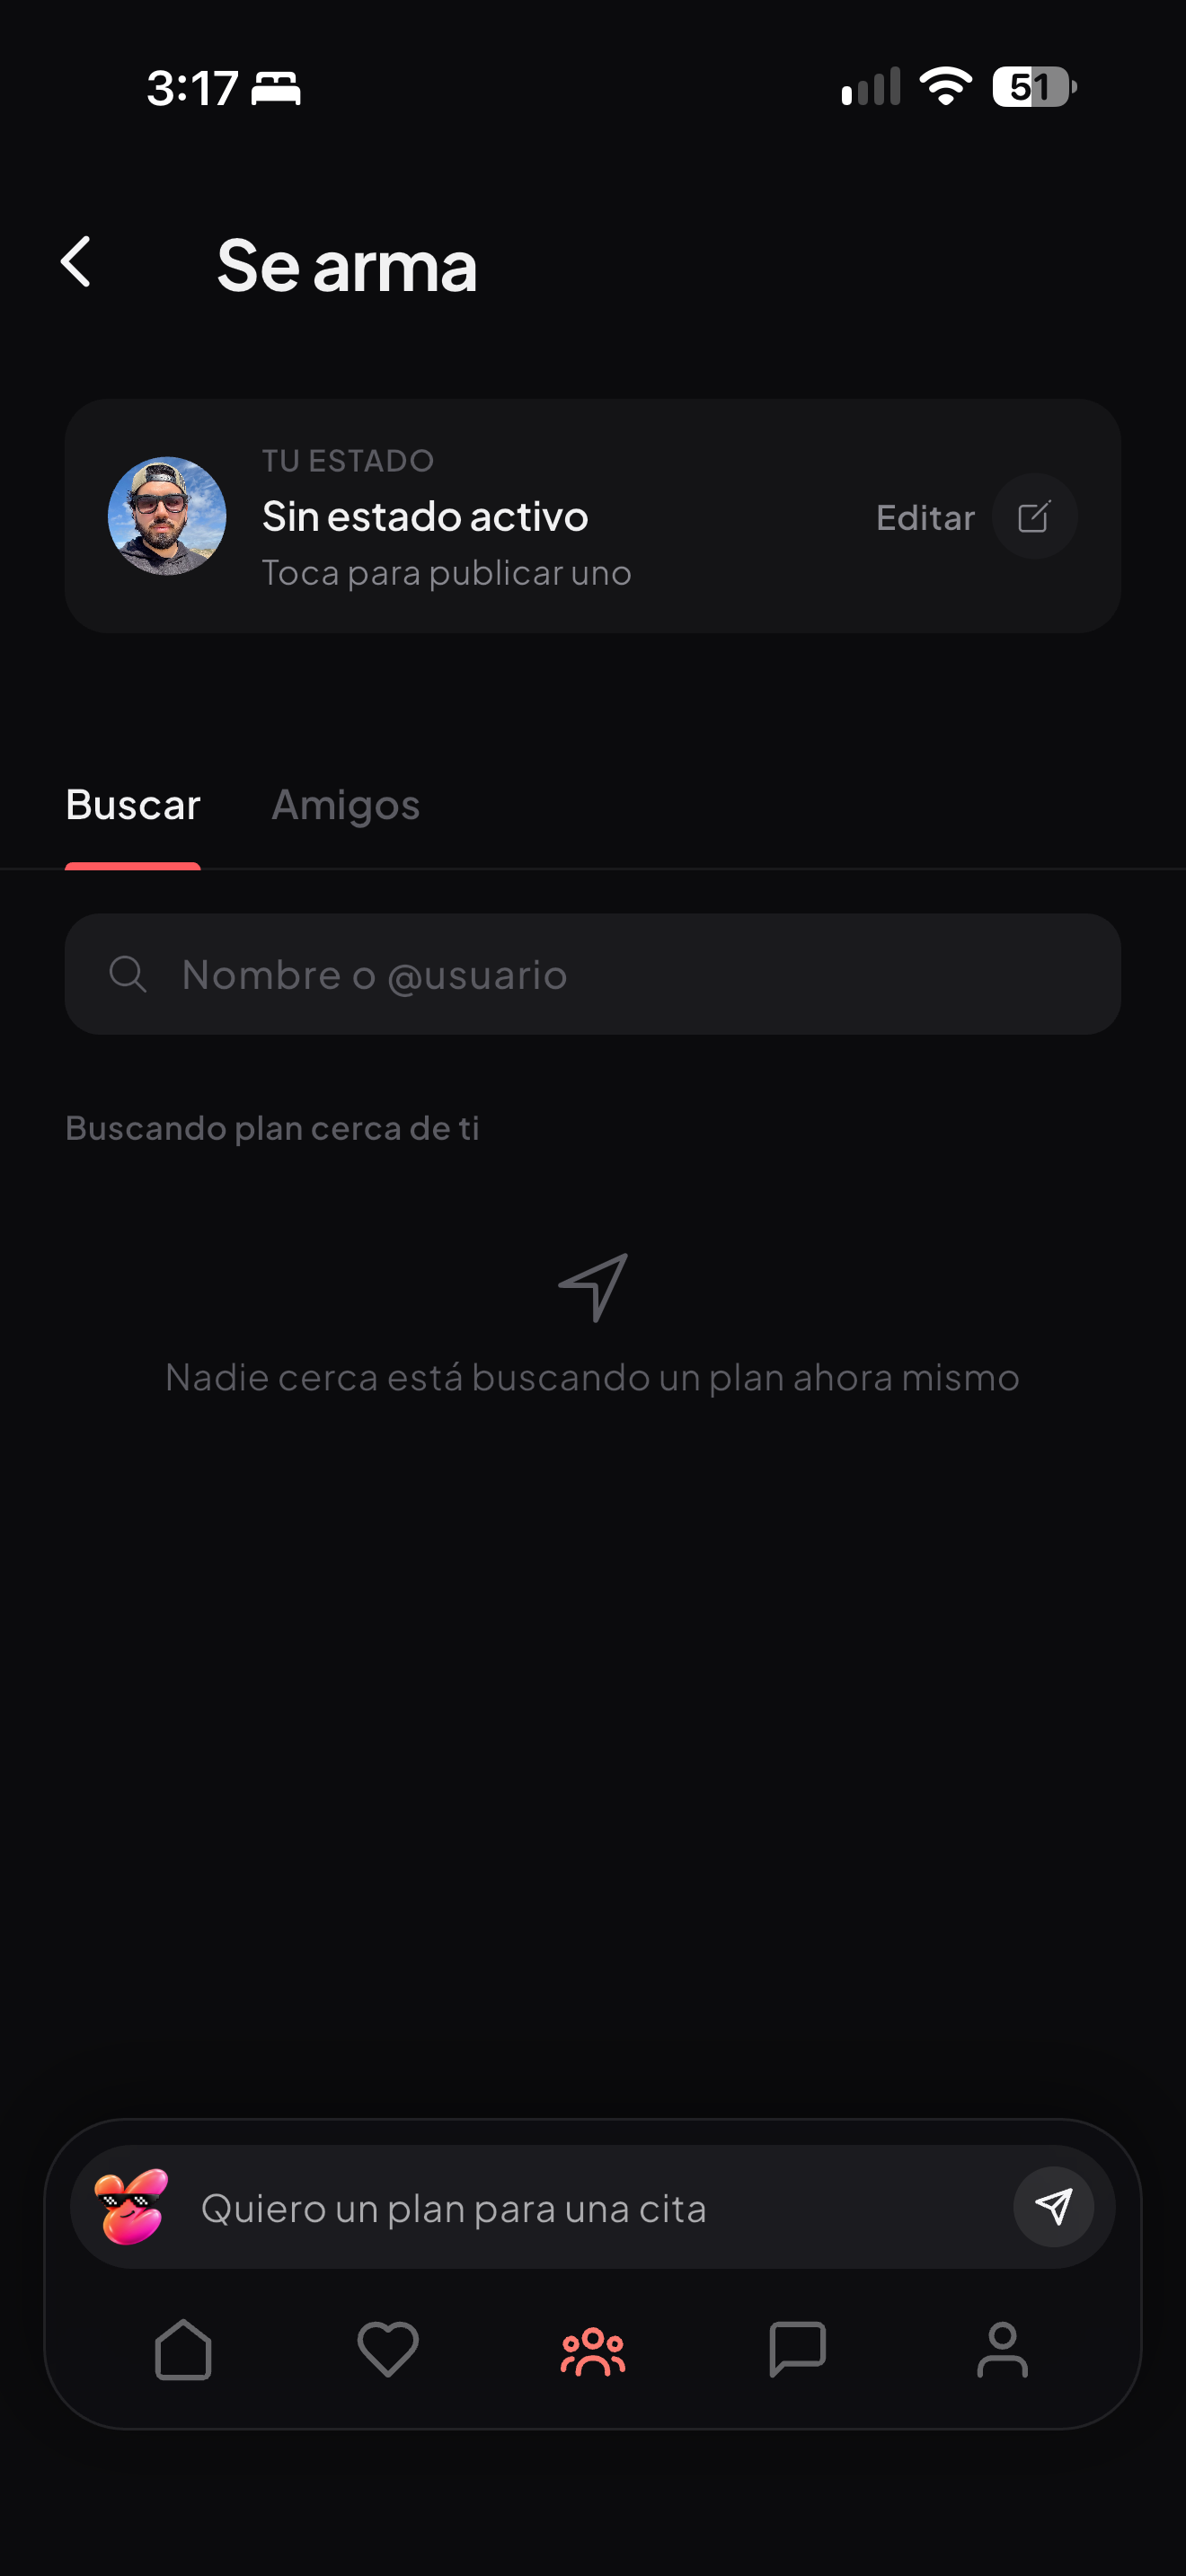 3:17
51
Se arma
TU ESTADO
Sin estado activo
Toca para publicar uno
Editar
Buscar
Amigos
Nombre o @usuario
Buscando plan cerca de ti
Nadie cerca está buscando un plan ahora mismo
Quiero un plan para una cita